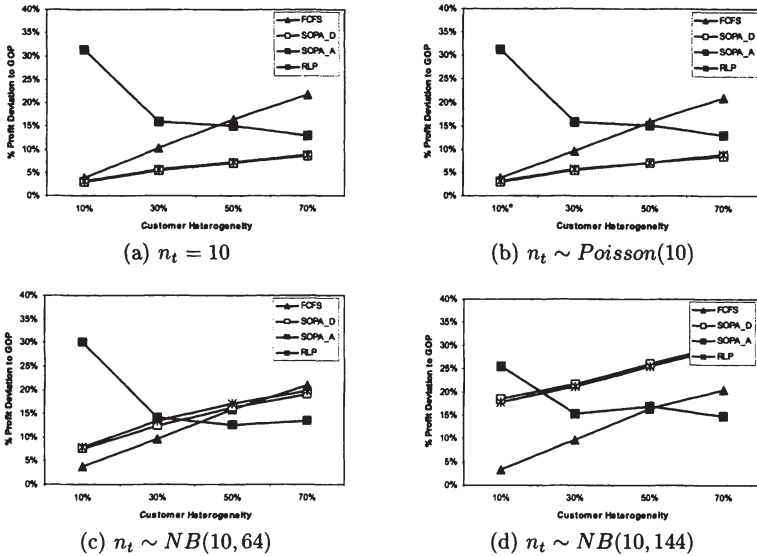 40%
35%
30%
25%
20%
15%
10%
5%
0%
% Profit Deviation to GOP
FCFS
SOPA_D
SOPA_A
RLP
10%
30%
50%
70%
Customer Heterogeneity
(a) n_t = 10
40%
35%
30%
25%
20%
15%
10%
5%
0%
% Profit Deviation to GOP
FCFS
SOPA_D
SOPA_A
RLP
10%*
30%
50%
70%
Customer Heterogeneity
(b) n_t ~ Poisson(10)
40%
35%
30%
25%
20%
15%
10%
5%
0%
% Profit Deviation to GOP
FCFS
SOPA_D
SOPA_A
RLP
10%
30%
50%
70%
Customer Heterogeneity
(c) n_t ~ NB(10, 64)
40%
35%
30%
25%
20%
15%
10%
5%
0%
% Profit Deviation to GOP
FCFS
SOPA_D
SOPA_A
RLP
10%
30%
50%
70%
Customer Heterogeneity
(d) n_t ~ NB(10, 144)